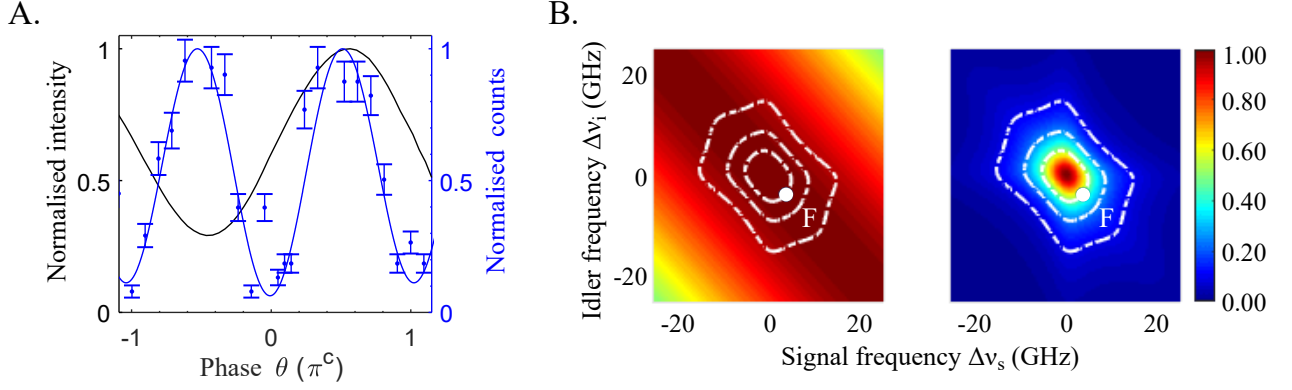 A.
Normalised intensity
1
0.5
0
-1
0
1
Phase θ (π^c)
1
0.5
0
Normalised counts
B.
Idler frequency Δν_i (GHz)
20
0
-20
F
F
-20
0
20
-20
0
20
Signal frequency Δν_s (GHz)
1.00
0.80
0.60
0.40
0.20
0.00